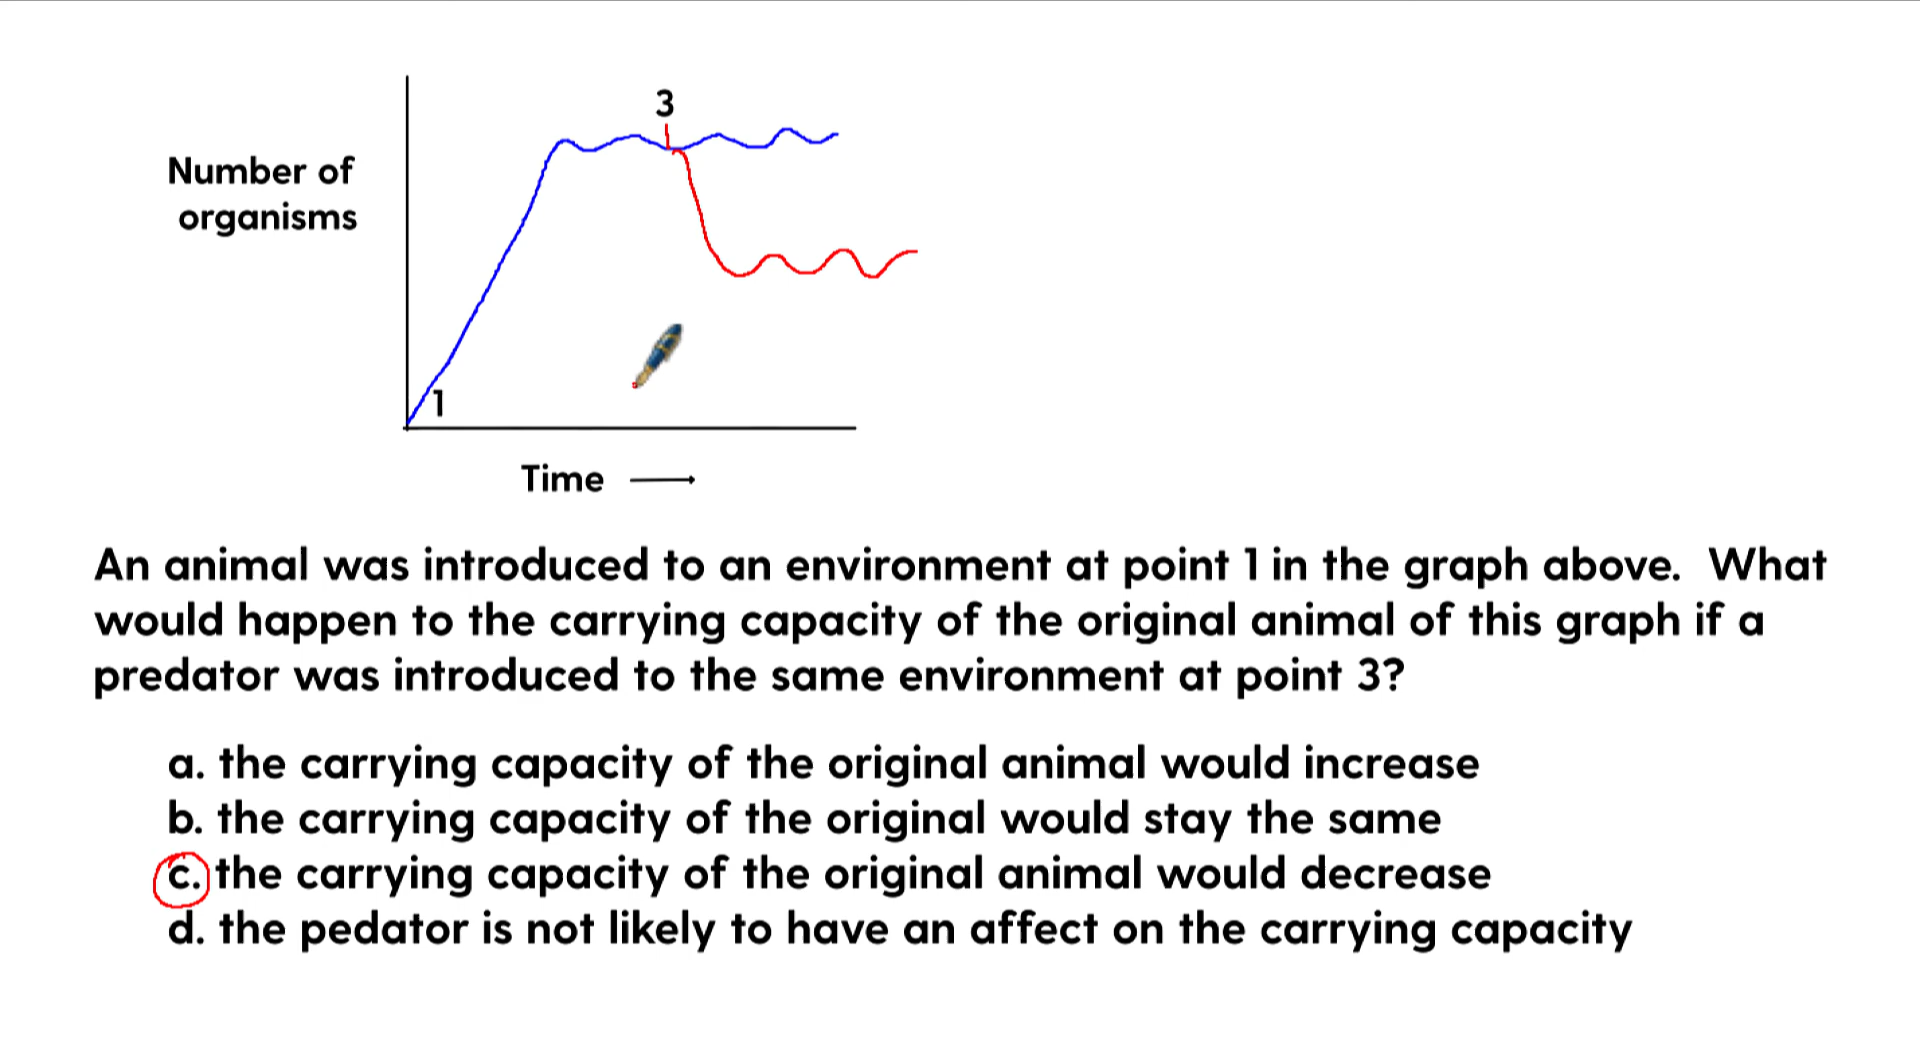 3
Number of
organisms
1
Time
An animal was introduced to an environment at point 1 in the graph above. What
would happen to the carrying capacity of the original animal of this graph if a
predator was introduced to the same environment at point 3?
a. the carrying capacity of the original animal would increase
b. the carrying capacity of the original would stay the same
c. the carrying capacity of the original animal would decrease
d. the pedator is not likely to have an affect on the carrying capacity